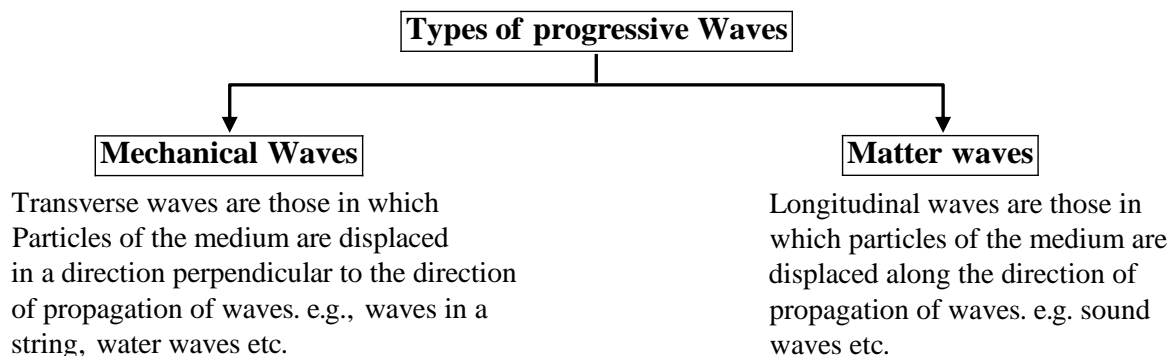 Types of progressive Waves
Mechanical Waves
Transverse waves are those in which
Particles of the medium are displaced
in a direction perpendicular to the direction
of propagation of waves. e.g., waves in a
string, water waves etc.
Matter waves
Longitudinal waves are those in
which particles of the medium are
displaced along the direction of
propagation of waves. e.g. sound
waves etc.